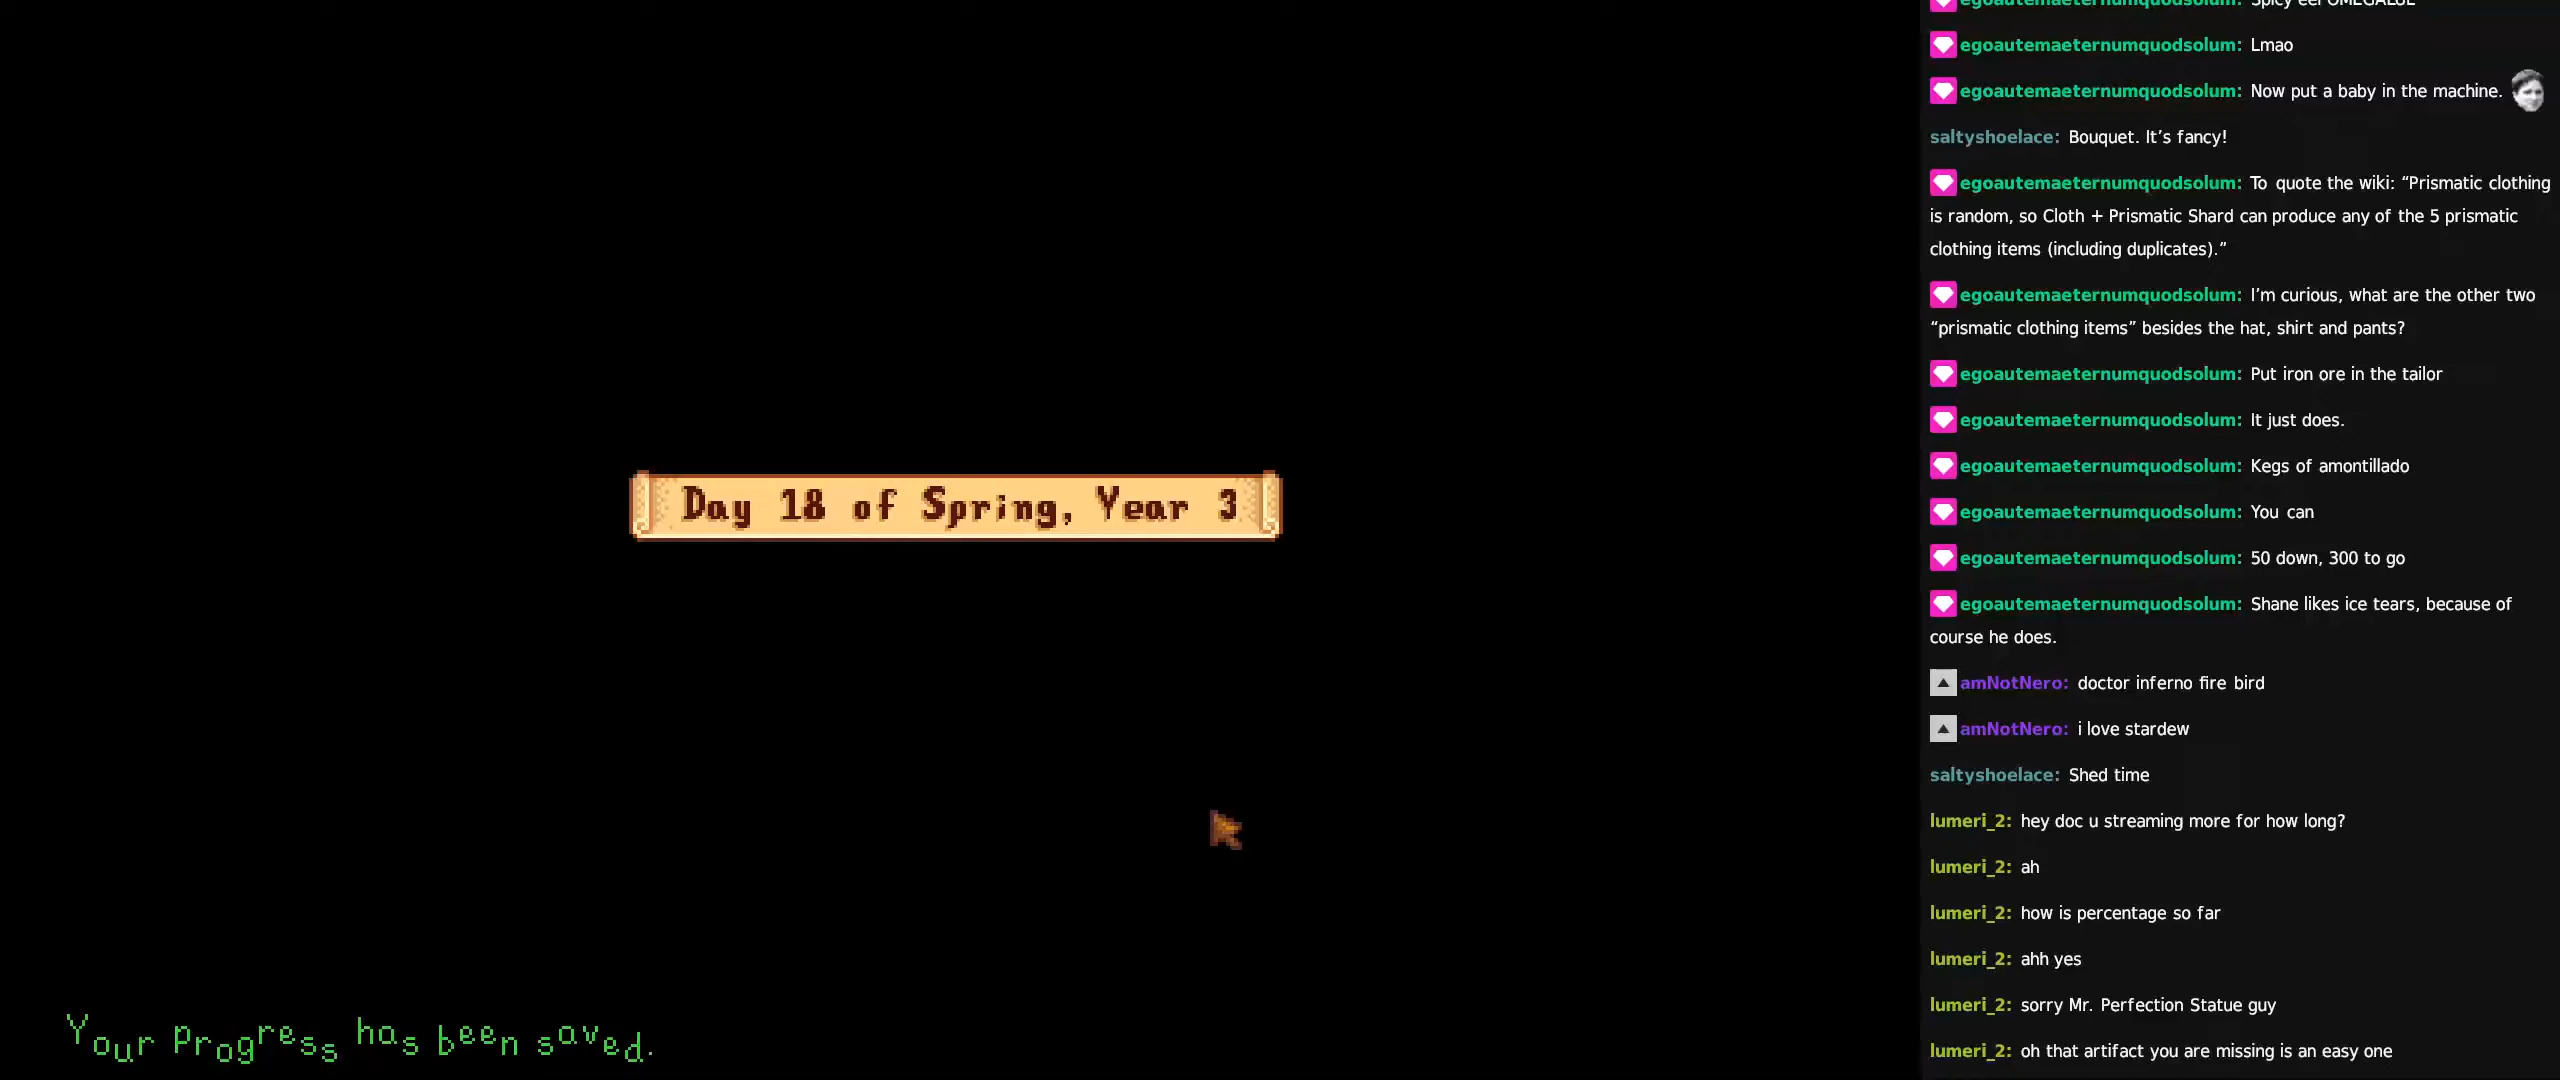 Day 18 of Spring, Year 3
Your progress has been saved.
egoautemaeternumquodsolum: Spicy eel OMEGALUL
egoautemaeternumquodsolum: Lmao
egoautemaeternumquodsolum: Now put a baby in the machine.
saltyshoelace: Bouquet. It’s fancy!
egoautemaeternumquodsolum: To quote the wiki: “Prismatic clothing
is random, so Cloth + Prismatic Shard can produce any of the 5 prismatic
clothing items (including duplicates).”
egoautemaeternumquodsolum: I’m curious, what are the other two
“prismatic clothing items” besides the hat, shirt and pants?
egoautemaeternumquodsolum: Put iron ore in the tailor
egoautemaeternumquodsolum: It just does.
egoautemaeternumquodsolum: Kegs of amontillado
egoautemaeternumquodsolum: You can
egoautemaeternumquodsolum: 50 down, 300 to go
egoautemaeternumquodsolum: Shane likes ice tears, because of
course he does.
amNotNero: doctor inferno fire bird
amNotNero: i love stardew
saltyshoelace: Shed time
lumeri_2: hey doc u streaming more for how long?
lumeri_2: ah
lumeri_2: how is percentage so far
lumeri_2: ahh yes
lumeri_2: sorry Mr. Perfection Statue guy
lumeri_2: oh that artifact you are missing is an easy one